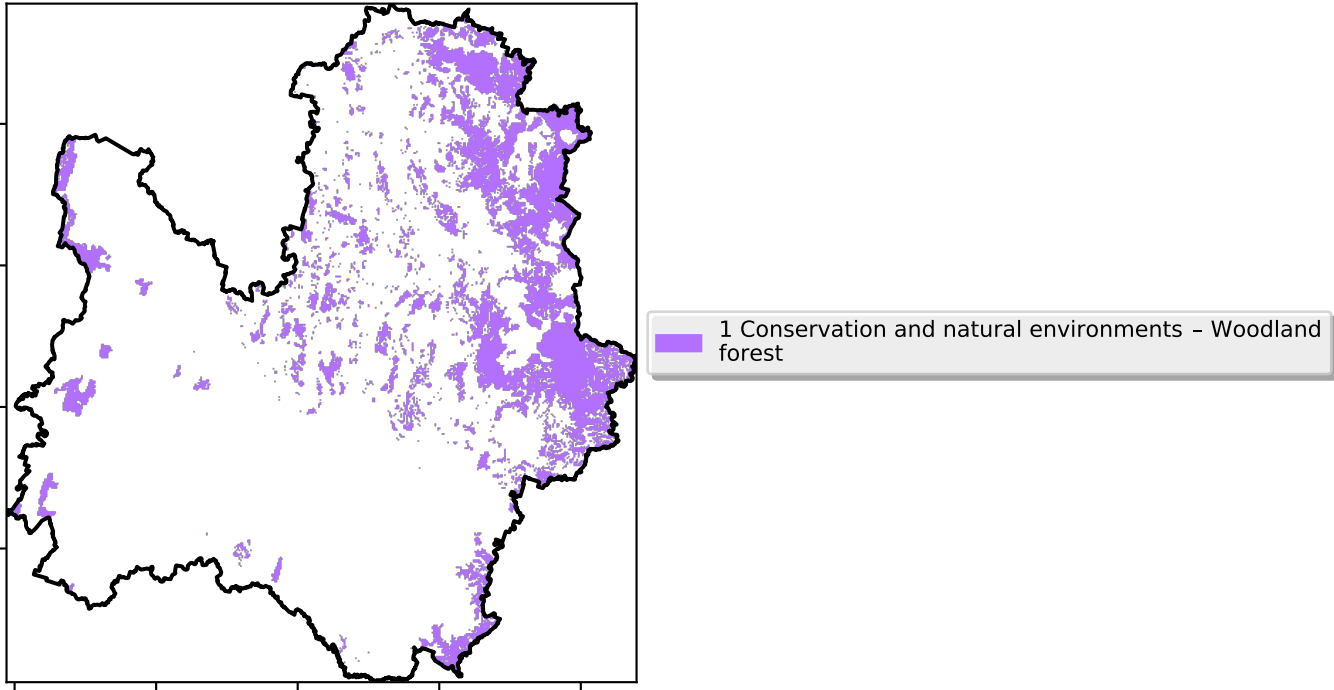 1 Conservation and natural environments – Woodland
forest